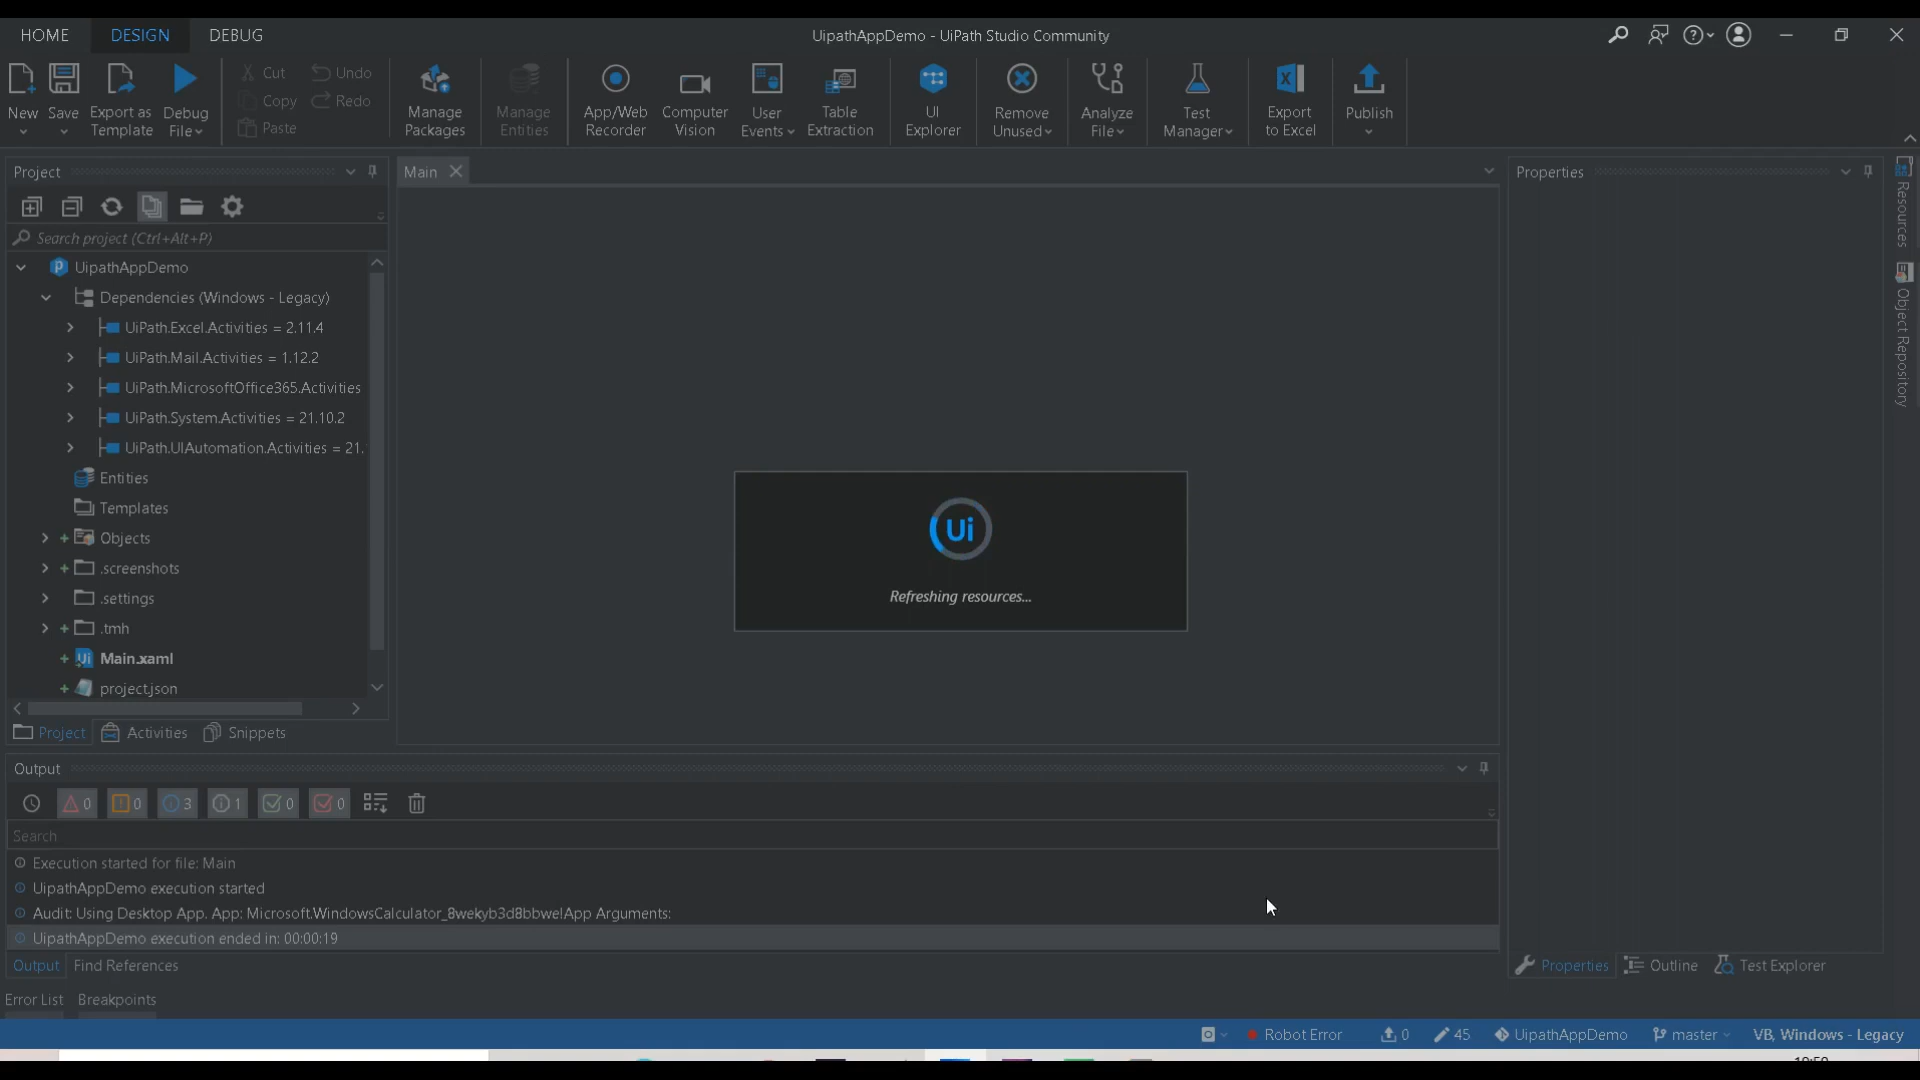 HOME DESIGN DEBUG
UipathAppDemo - UiPath Studio Community
New
Save
Export as
Template
Debug
File
Cut
Copy
Paste
Undo
Redo
Manage
Packages
Manage
Entities
App/Web
Recorder
Computer
Vision
User
Events
Table
Extraction
UI
Explorer
Remove
Unused
Analyze
File
Test
Manager
Export
to Excel
Publish
Project
Search project (Ctrl+Alt+P)
UipathAppDemo
Dependencies (Windows - Legacy)
UiPath.Excel.Activities = 2.11.4
UiPath.Mail.Activities = 1.12.2
UiPath.MicrosoftOffice365.Activities
UiPath.System.Activities = 21.10.2
UiPath.UIAutomation.Activities = 21.
Entities
Templates
Objects
.screenshots
.settings
.tmh
Main.xaml
project.json
Project Activities Snippets
Main
Ui
Refreshing resources...
Properties
Resources
Object Repository
Output
0 0 3 1 0 0
Search
Execution started for file: Main
UipathAppDemo execution started
Audit: Using Desktop App. App: Microsoft.WindowsCalculator_8wekyb3d8bbwe!App Arguments:
UipathAppDemo execution ended in: 00:00:19
Output Find References
Properties Outline Test Explorer
Error List Breakpoints
Robot Error 0 45 UipathAppDemo master VB, Windows - Legacy